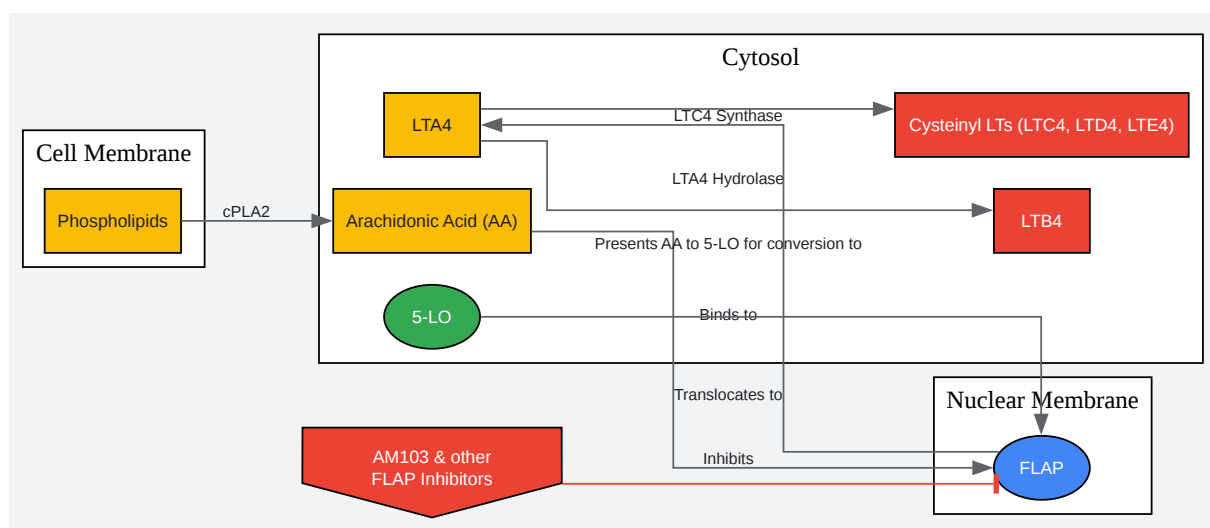 Cytosol
LTA4
LTC4 Synthase
Cysteinyl LTs (LTC4, LTD4, LTE4)
Cell Membrane
LTA4 Hydrolase
Phospholipids
cPLA2
Arachidonic Acid (AA)
LTB4
Presents AA to 5-LO for conversion to
5-LO
Binds to
Translocates to
Nuclear Membrane
AM103 & other
FLAP Inhibitors
Inhibits
FLAP